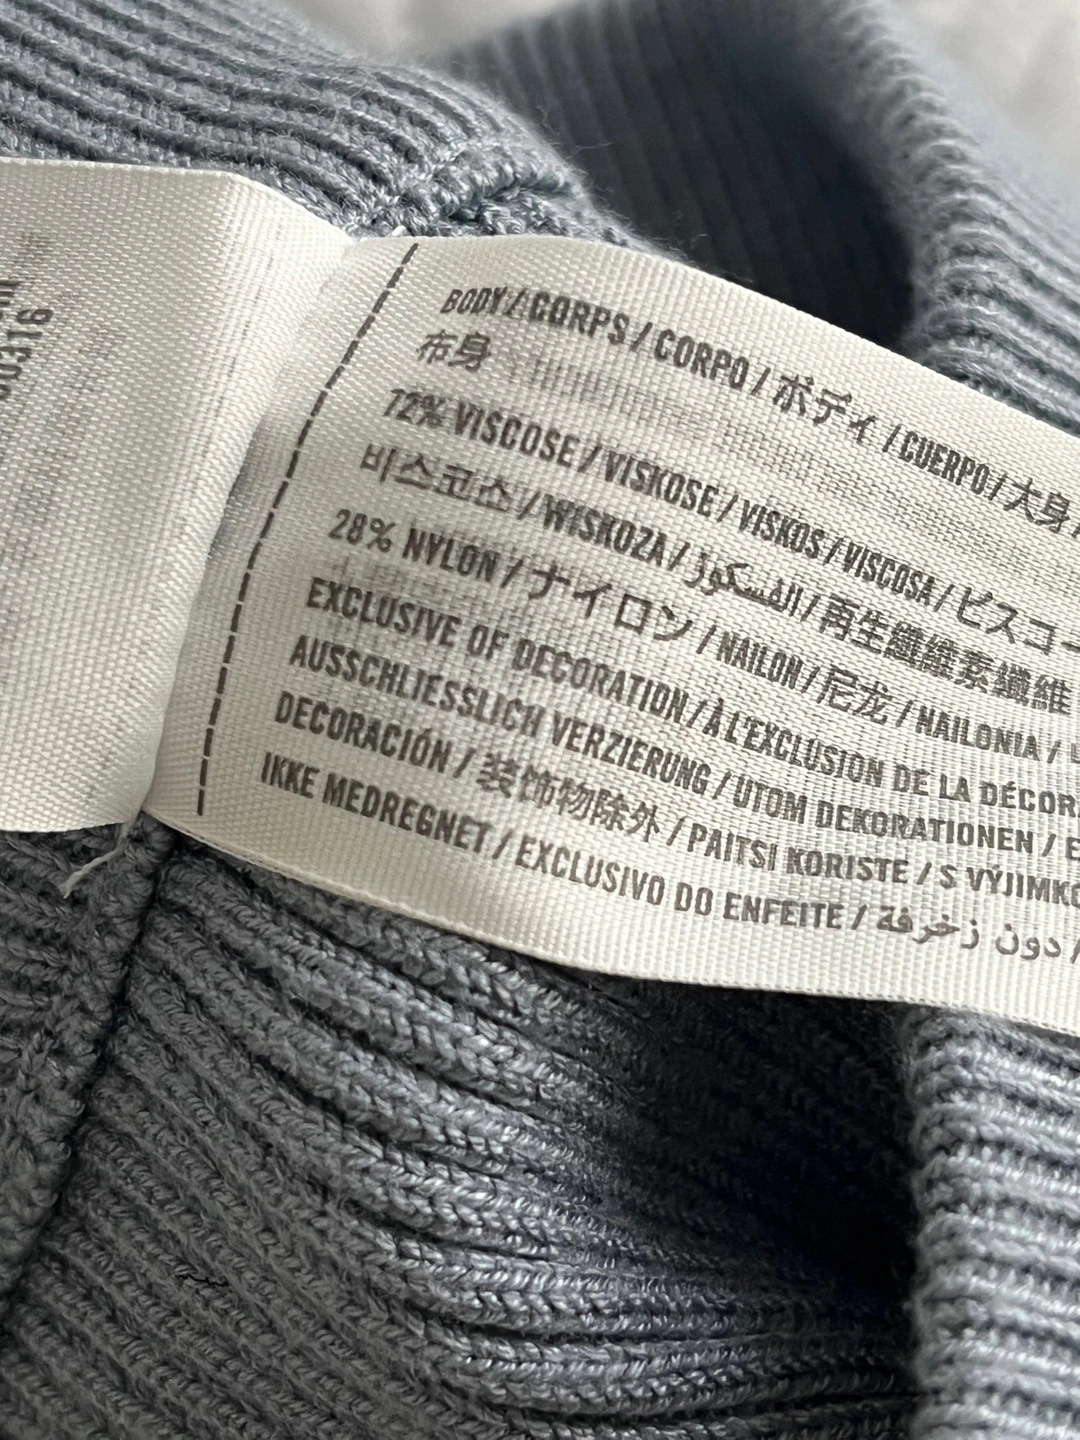 00316
BODY / CORPS / CORPO / ボディ / CUERPO / 大身 /
布身
72% VISCOSE / VISKOSE / VISKOS / VISCOSA / ビスコー
비스코스 / WISKOZA / الفسكوز / 再生纖維素纖維
28% NYLON / ナイロン / NAILON / 尼龙 / NAILONIA /
EXCLUSIVE OF DECORATION / À L'EXCLUSION DE LA DÉCOR
AUSSCHLIESSLICH VERZIERUNG / UTOM DEKORATIONEN / E
DECORACIÓN / 装饰物除外 / PAITSI KORISTE / S VÝJIMKO
IKKE MEDREGNET / EXCLUSIVO DO ENFEITE / دون زخرفة /